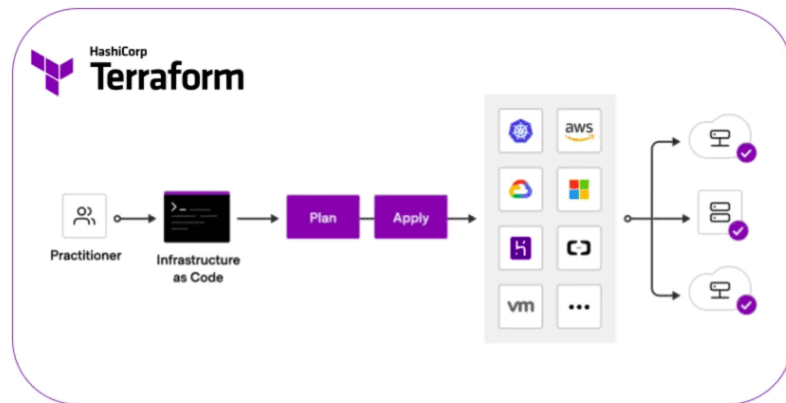 HashiCorp
Terraform
aws
Plan
Apply
Practitioner
Infrastructure
as Code
vm